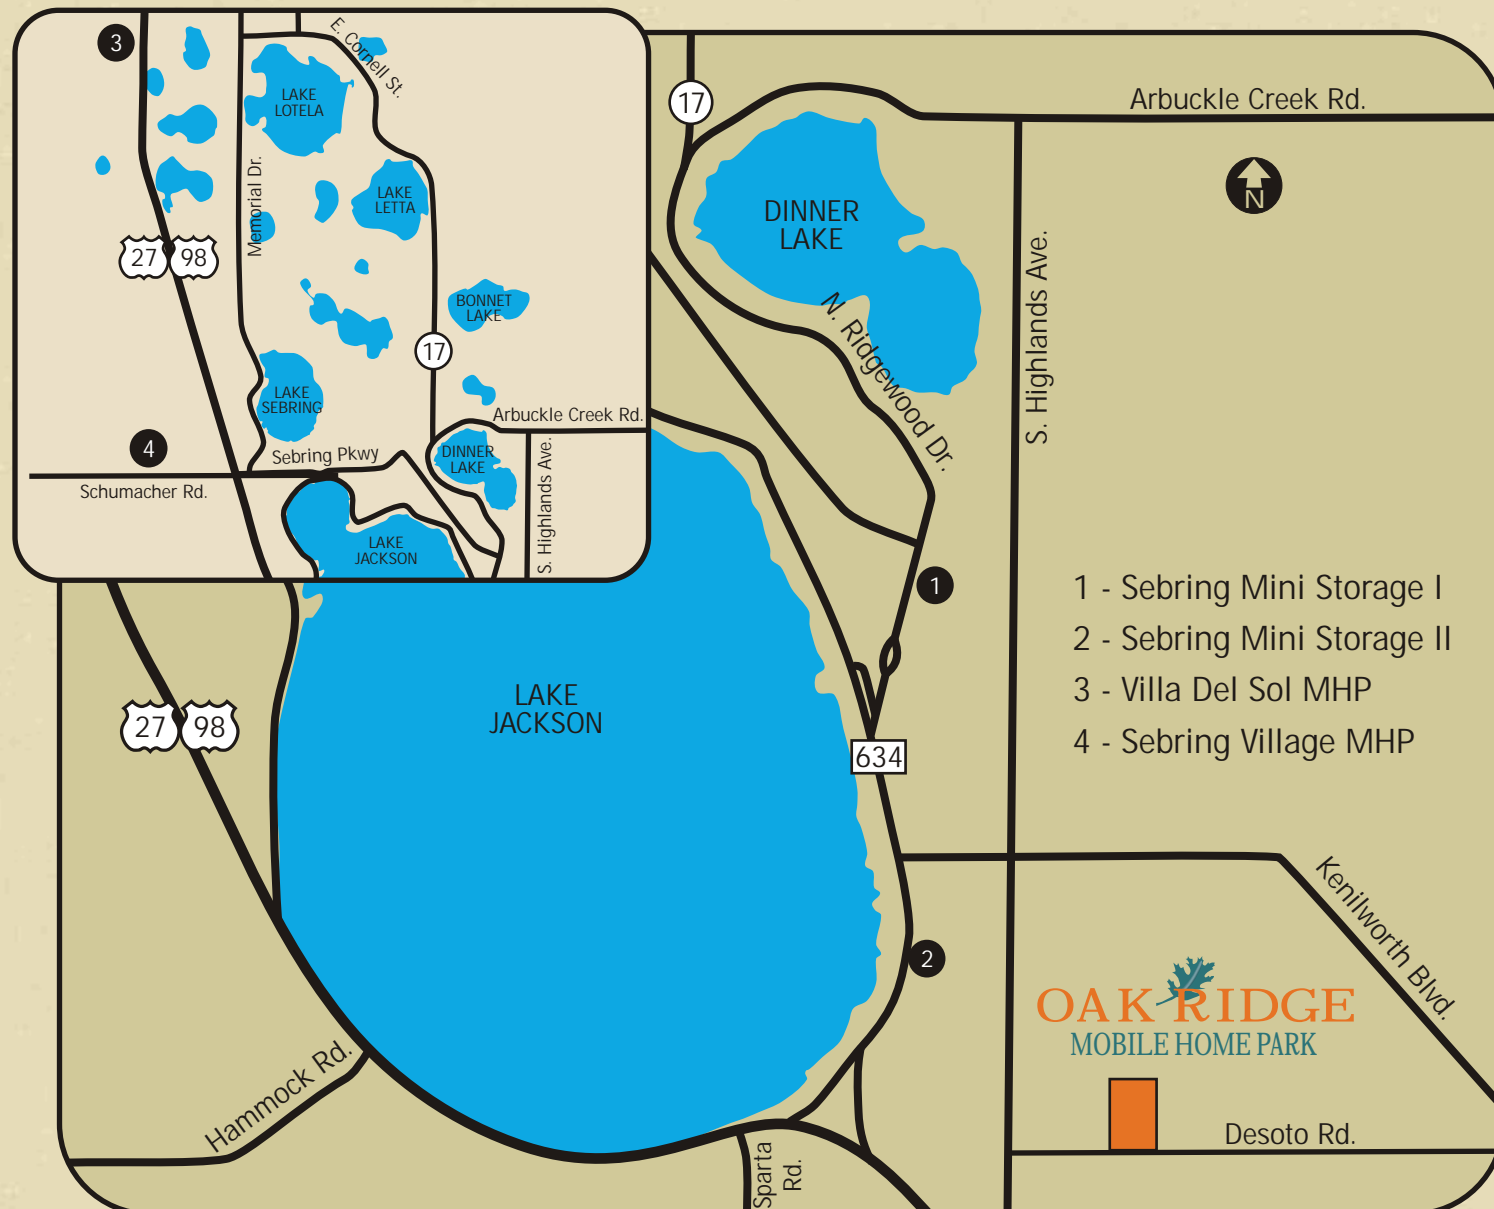 3
E. Cornell St.
LAKE
LOTELA
Memorial Dr.
LAKE
LETTA
27
98
BONNET
LAKE
17
LAKE
SEBRING
Arbuckle Creek Rd.
4
Sebring Pkwy
DINNER
LAKE
Schumacher Rd.
S. Highlands Ave.
LAKE
JACKSON
17
Arbuckle Creek Rd.
N
DINNER
LAKE
S. Highlands Ave.
N. Ridgewood Dr.
1
1 - Sebring Mini Storage I
2 - Sebring Mini Storage II
3 - Villa Del Sol MHP
4 - Sebring Village MHP
LAKE
JACKSON
27
98
634
Kenilworth Blvd.
2
OAK RIDGE
MOBILE HOME PARK
Hammock Rd.
Desoto Rd.
Sparta
Rd.